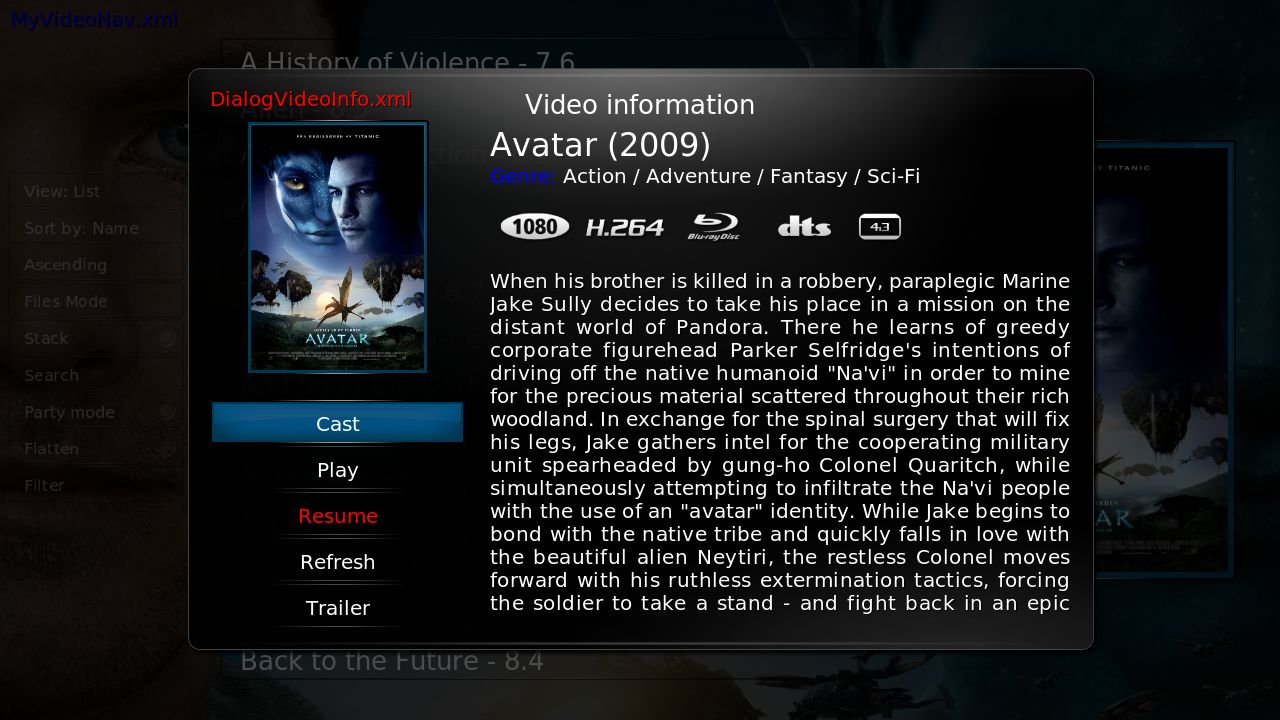 MyVideoNav.xml
A History of Violence - 7.6
DialogVideoInfo.xml
Video information
Avatar (2009)
Genre: Action / Adventure / Fantasy / Sci-Fi
1080 H.264 Blu-ray Disc dts 4:3
AVATAR
When his brother is killed in a robbery, paraplegic Marine
Jake Sully decides to take his place in a mission on the
distant world of Pandora. There he learns of greedy
corporate figurehead Parker Selfridge's intentions of
driving off the native humanoid "Na'vi" in order to mine
for the precious material scattered throughout their rich
woodland. In exchange for the spinal surgery that will fix
his legs, Jake gathers intel for the cooperating military
unit spearheaded by gung-ho Colonel Quaritch, while
simultaneously attempting to infiltrate the Na'vi people
with the use of an "avatar" identity. While Jake begins to
bond with the native tribe and quickly falls in love with
the beautiful alien Neytiri, the restless Colonel moves
forward with his ruthless extermination tactics, forcing
the soldier to take a stand - and fight back in an epic
Cast
Play
Resume
Refresh
Trailer
View: List
Sort by: Name
Ascending
Files Mode
Stack
Search
Party mode
Flatten
Filter
Back to the Future - 8.4